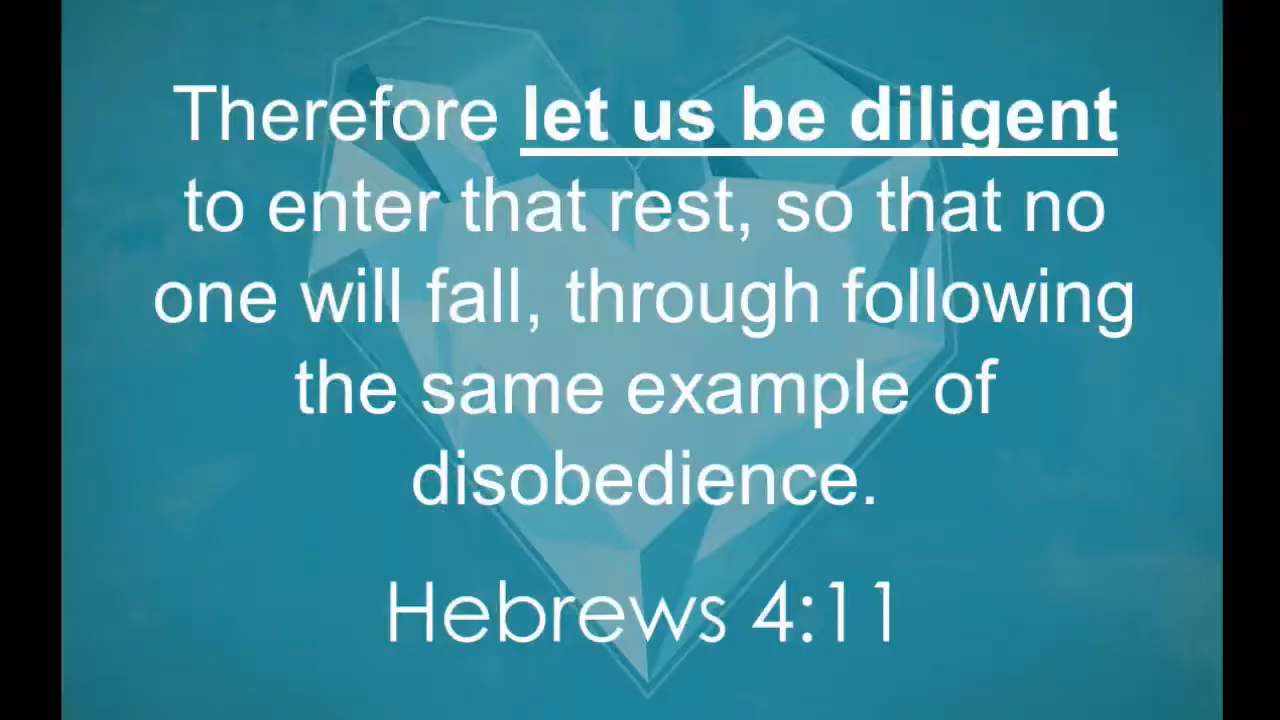 Therefore let us be diligent
to enter that rest, so that no
one will fall, through following
the same example of
disobedience.
Hebrews 4:11